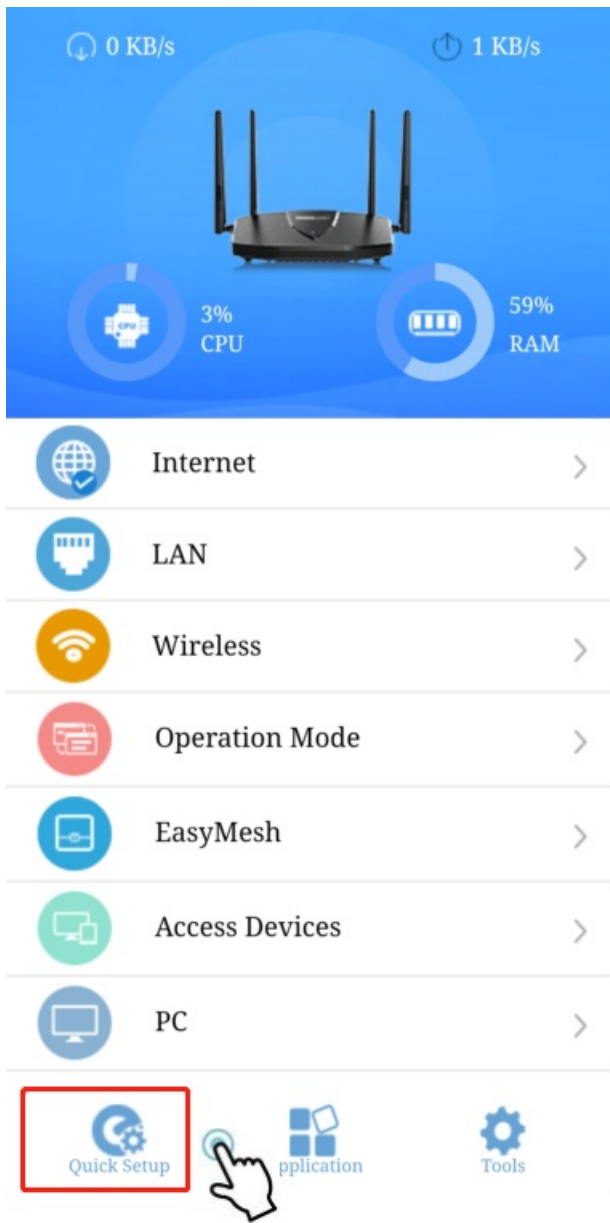 0 KB/s
1 KB/s
3%
CPU
59%
RAM
CPU
Internet
LAN
Wireless
Operation Mode
EasyMesh
Access Devices
PC
Quick Setup
pplication
Tools